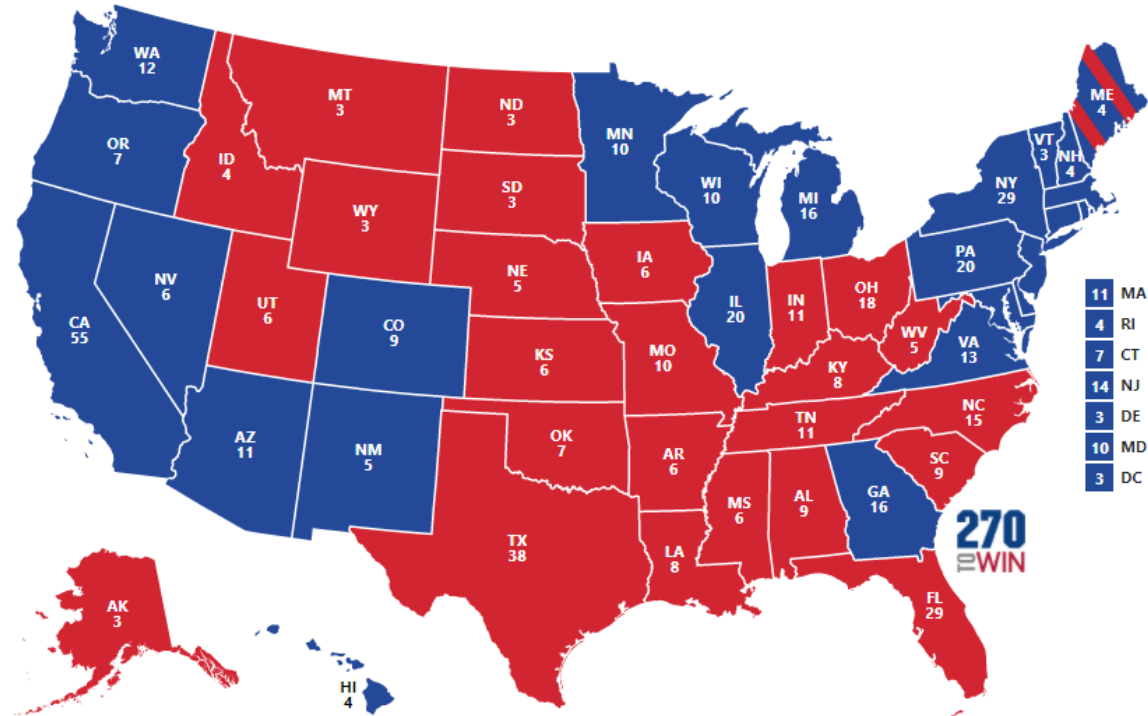 WA
12
OR
7
CA
55
NV
6
ID
4
MT
3
WY
3
UT
6
CO
9
AZ
11
NM
5
ND
3
SD
3
NE
5
KS
6
OK
7
TX
38
MN
10
IA
6
MO
10
AR
6
LA
8
WI
10
IL
20
MI
16
IN
11
OH
18
KY
8
TN
11
MS
6
AL
9
GA
16
FL
29
SC
9
NC
15
VA
13
WV
5
PA
20
NY
29
VT
3
NH
4
ME
4
11 MA
4 RI
7 CT
14 NJ
3 DE
10 MD
3 DC
AK
3
HI
4
270
TO WIN